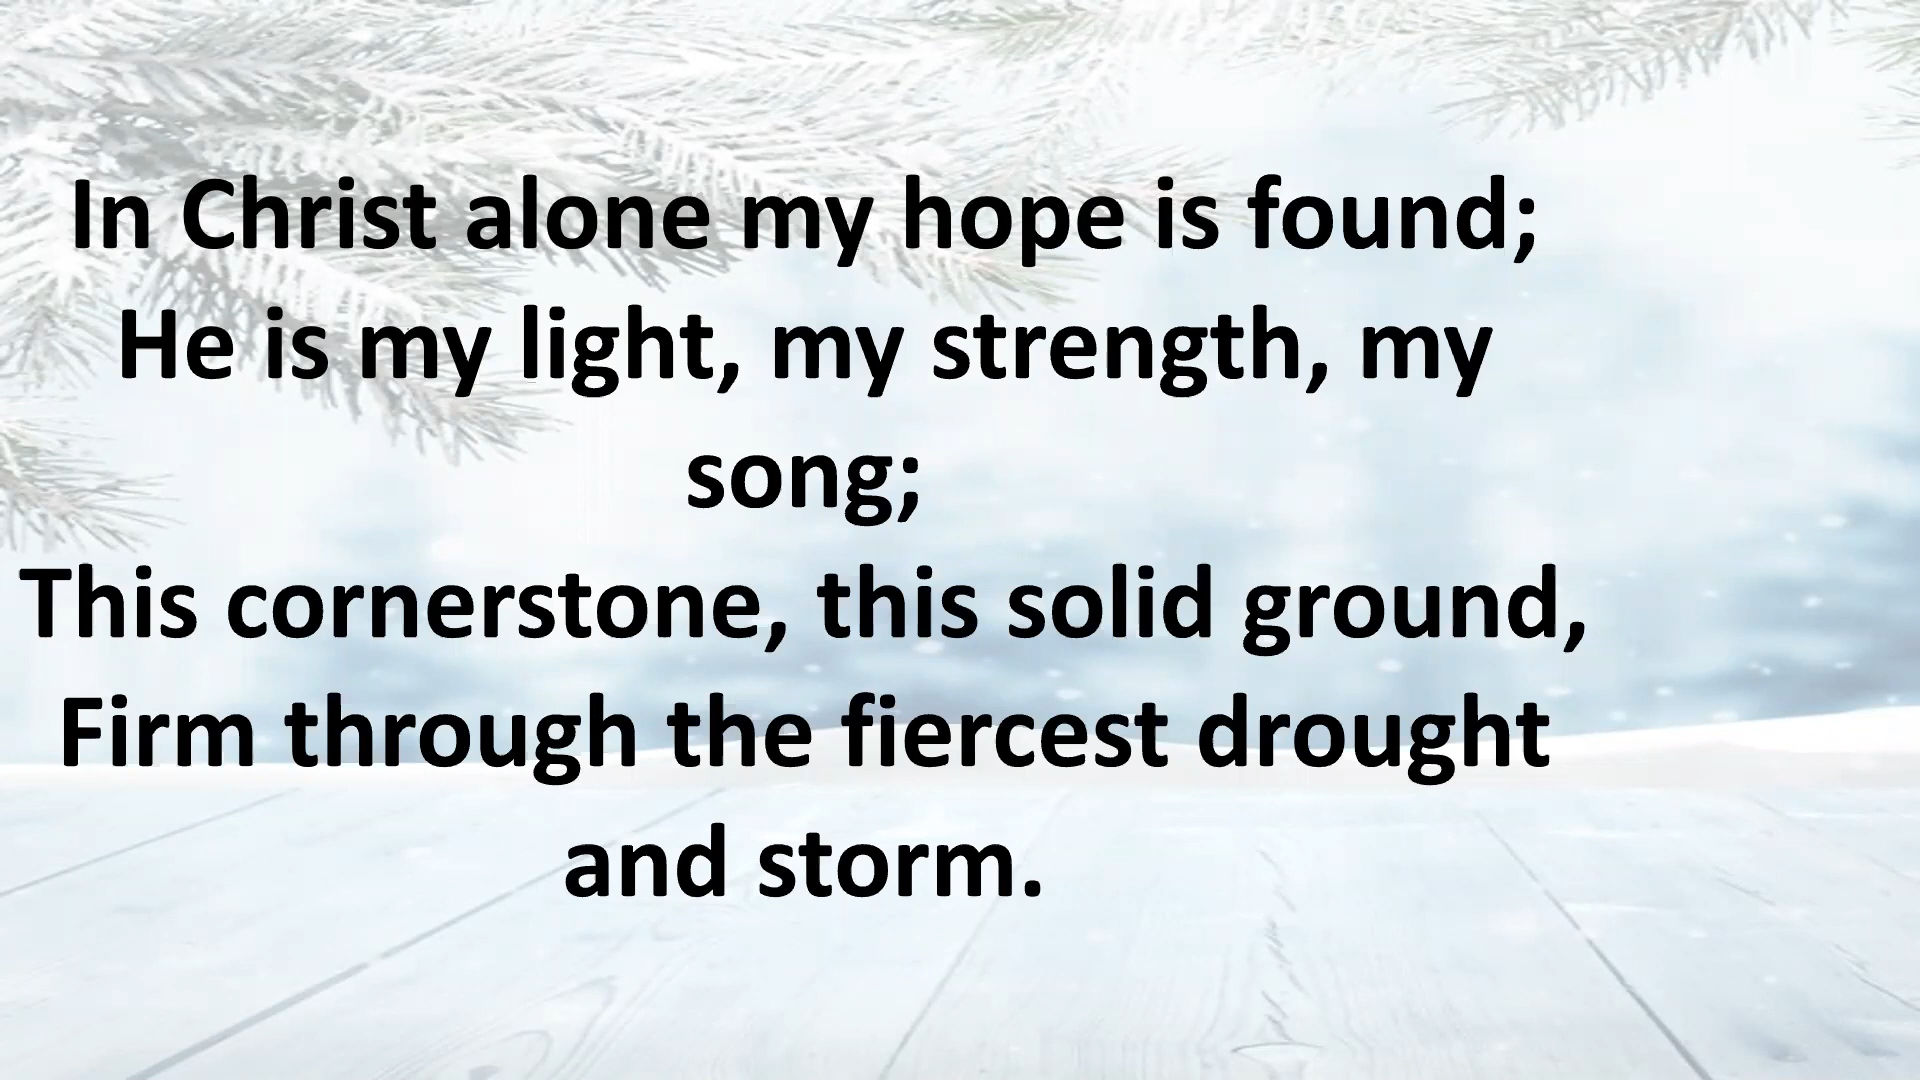 In Christ alone my hope is found;
He is my light, my strength, my
song;
This cornerstone, this solid ground,
Firm through the fiercest drought
and storm.